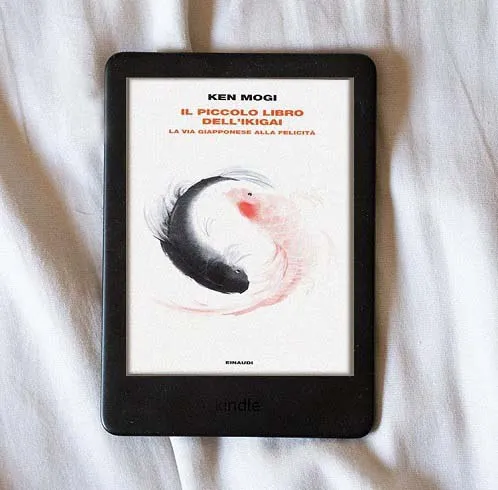 KEN MOGI
IL PICCOLO LIBRO
DELL'IKIGAI
LA VIA GIAPPONESE ALLA FELICITÀ
EINAUDI
kindle